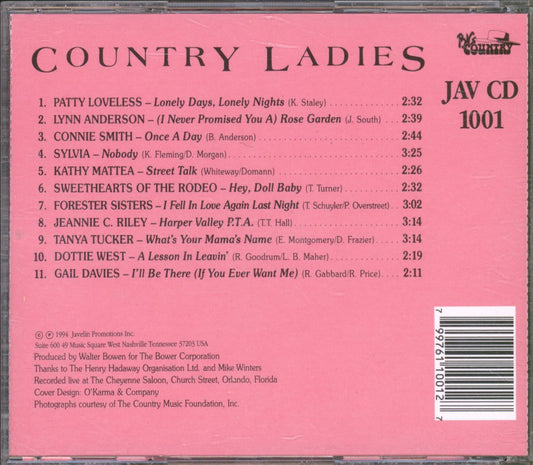 COUNTRY LADIES
COUNTRY
JAV CD
1001
1. PATTY LOVELESS – Lonely Days, Lonely Nights (K. Staley) 2:32
2. LYNN ANDERSON – (I Never Promised You A) Rose Garden (J. South) 2:39
3. CONNIE SMITH – Once A Day (B. Anderson) 2:44
4. SYLVIA – Nobody (K. Fleming/D. Morgan) 3:25
5. KATHY MATTEA – Street Talk (Whiteway/Domann) 2:26
6. SWEETHEARTS OF THE RODEO – Hey, Doll Baby (T. Turner) 2:32
7. FORESTER SISTERS – I Fell In Love Again Last Night (T. Schuyler/P. Overstreet) 3:02
8. JEANNIE C. RILEY – Harper Valley P.T.A. (T.T. Hall) 3:14
9. TANYA TUCKER – What's Your Mama's Name (E. Montgomery/D. Frazier) 3:14
10. DOTTIE WEST – A Lesson In Leavin' (R. Goodrum/L. B. Maher) 2:19
11. GAIL DAVIES – I'll Be There (If You Ever Want Me) (R. Gabbard/R. Price) 2:11
© ℗ 1994 Javelin Promotions Inc.
Suite 600 49 Music Square West Nashville Tennessee 37203 USA
Produced by Walter Bowen for The Bower Corporation
Thanks to The Henry Hadaway Organisation Ltd. and Mike Winters
Recorded live at The Cheyenne Saloon, Church Street, Orlando, Florida
Cover Design: O'Karma & Company
Photographs courtesy of The Country Music Foundation, Inc.
7 99761 10012 7